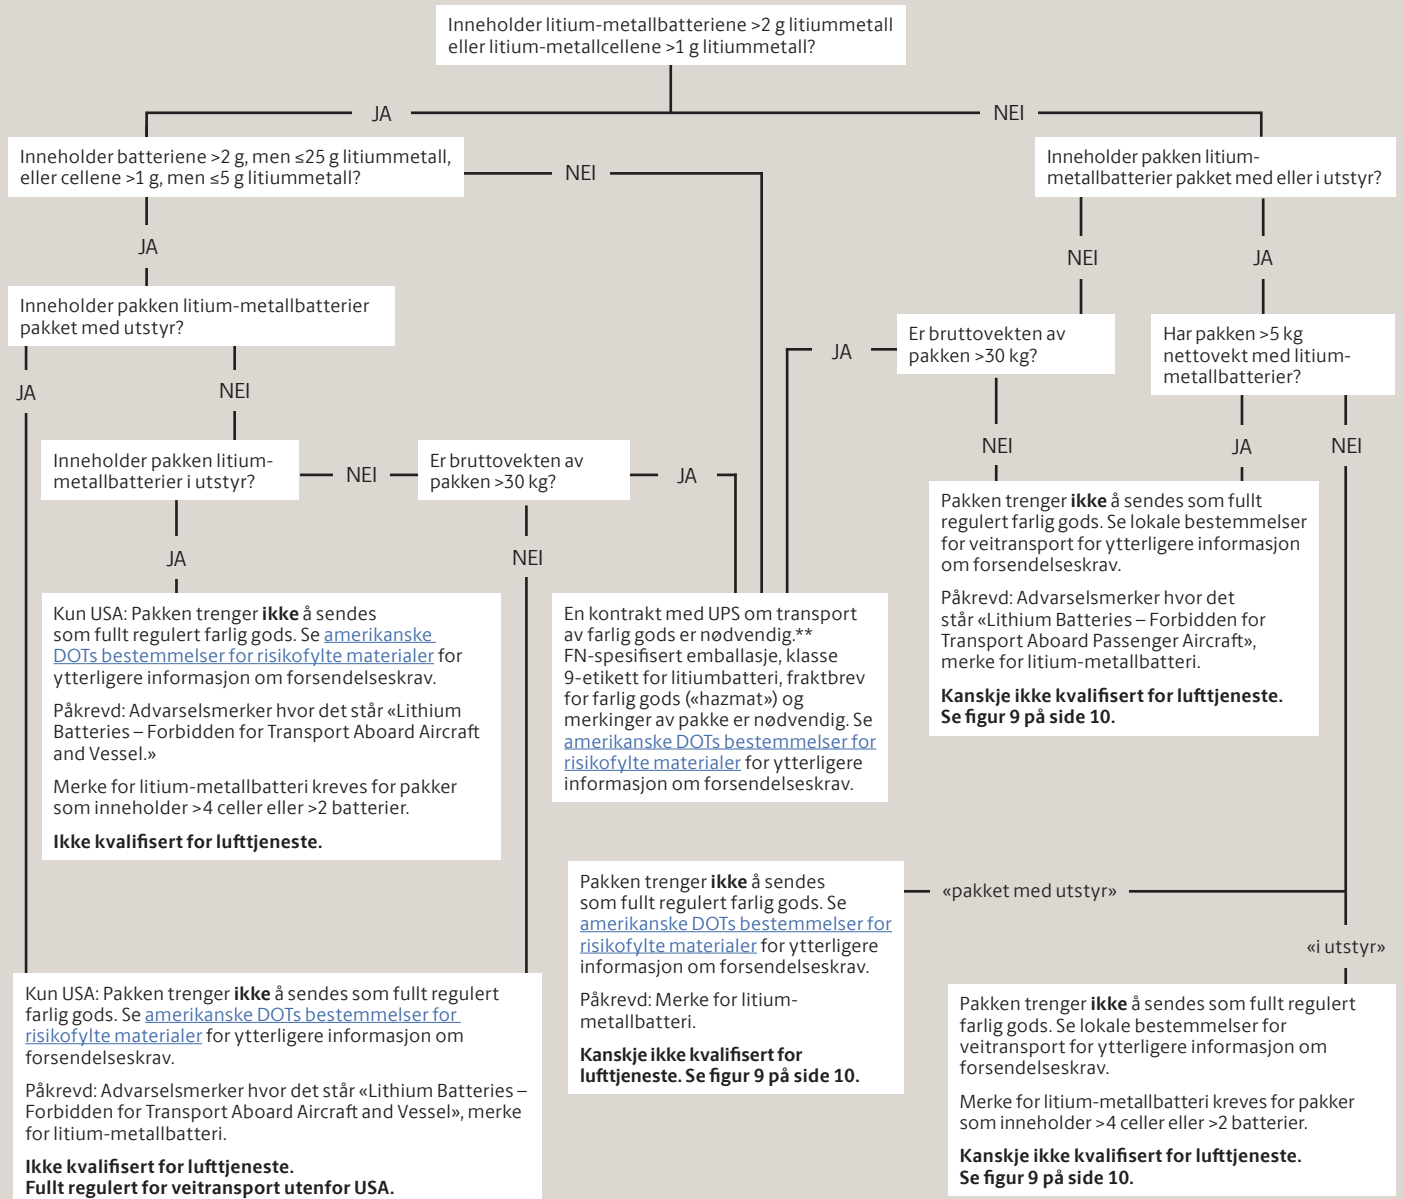 Inneholder litium-metallbatteriene >2 g litiummetall
eller litium-metallcellene >1 g litiummetall?
JA
NEI
Inneholder batteriene >2 g, men ≤25 g litiummetall,
eller cellene >1 g, men ≤5 g litiummetall?
NEI
Inneholder pakken litium-
metallbatterier pakket med eller i utstyr?
JA
NEI
JA
Inneholder pakken litium-metallbatterier
pakket med utstyr?
Er bruttovekten av
pakken >30 kg?
JA
Har pakken >5 kg
nettovekt med litium-
metallbatterier?
JA
NEI
NEI
JA
NEI
Inneholder pakken litium-
metallbatterier i utstyr?
NEI
Er bruttovekten av
pakken >30 kg?
JA
JA
NEI
Pakken trenger ikke å sendes som fullt
regulert farlig gods. Se lokale bestemmelser
for veitransport for ytterligere informasjon
om forsendelseskrav.
Påkrevd: Advarselsmerker hvor det
står «Lithium Batteries – Forbidden for
Transport Aboard Passenger Aircraft»,
merke for litium-metallbatteri.
Kanskje ikke kvalifisert for lufttjeneste.
Se figur 9 på side 10.
Kun USA: Pakken trenger ikke å sendes
som fullt regulert farlig gods. Se amerikanske
DOTs bestemmelser for risikofylte materialer for
ytterligere informasjon om forsendelseskrav.
Påkrevd: Advarselsmerker hvor det står «Lithium
Batteries – Forbidden for Transport Aboard Aircraft
and Vessel.»
Merke for litium-metallbatteri kreves for pakker
som inneholder >4 celler eller >2 batterier.
Ikke kvalifisert for lufttjeneste.
En kontrakt med UPS om transport
av farlig gods er nødvendig.**
FN-spesifisert emballasje, klasse
9-etikett for litiumbatteri, fraktbrev
for farlig gods («hazmat») og
merkinger av pakke er nødvendig. Se
amerikanske DOTs bestemmelser for
risikofylte materialer for ytterligere
informasjon om forsendelseskrav.
Pakken trenger ikke å sendes
som fullt regulert farlig gods. Se
amerikanske DOTs bestemmelser for
risikofylte materialer for ytterligere
informasjon om forsendelseskrav.
Påkrevd: Merke for litium-
metallbatteri.
Kanskje ikke kvalifisert for
lufttjeneste. Se figur 9 på side 10.
«pakket med utstyr»
«i utstyr»
Kun USA: Pakken trenger ikke å sendes som fullt regulert
farlig gods. Se amerikanske DOTs bestemmelser for
risikofylte materialer for ytterligere informasjon om
forsendelseskrav.
Påkrevd: Advarselsmerker hvor det står «Lithium Batteries –
Forbidden for Transport Aboard Aircraft and Vessel», merke
for litium-metallbatteri.
Ikke kvalifisert for lufttjeneste.
Fullt regulert for veitransport utenfor USA.
Pakken trenger ikke å sendes som fullt regulert
farlig gods. Se lokale bestemmelser for
veitransport for ytterligere informasjon om
forsendelseskrav.
Merke for litium-metallbatteri kreves for pakker
som inneholder >4 celler eller >2 batterier.
Kanskje ikke kvalifisert for lufttjeneste.
Se figur 9 på side 10.